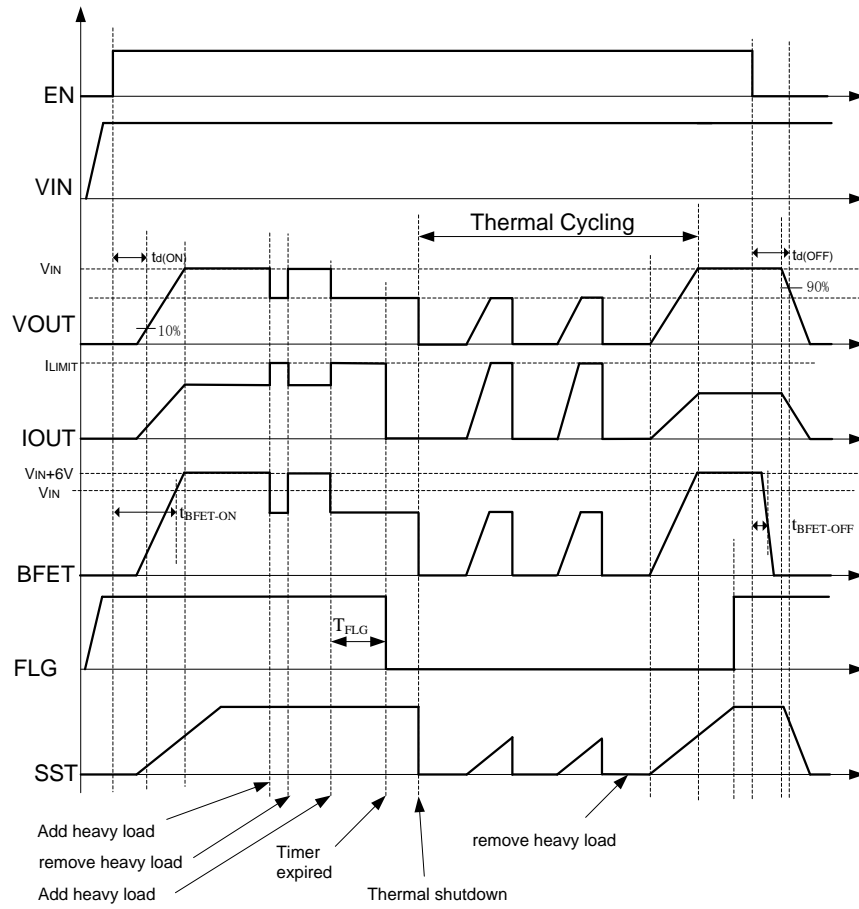 EN
VIN
Thermal Cycling
td(ON)
td(OFF)
VIN
90%
10%
VOUT
ILIMIT
IOUT
VIN+6V
VIN
tBFET-ON
tBFET-OFF
BFET
TFLG
FLG
SST
Add heavy load
remove heavy load
Add heavy load
Timer
expired
Thermal shutdown
remove heavy load